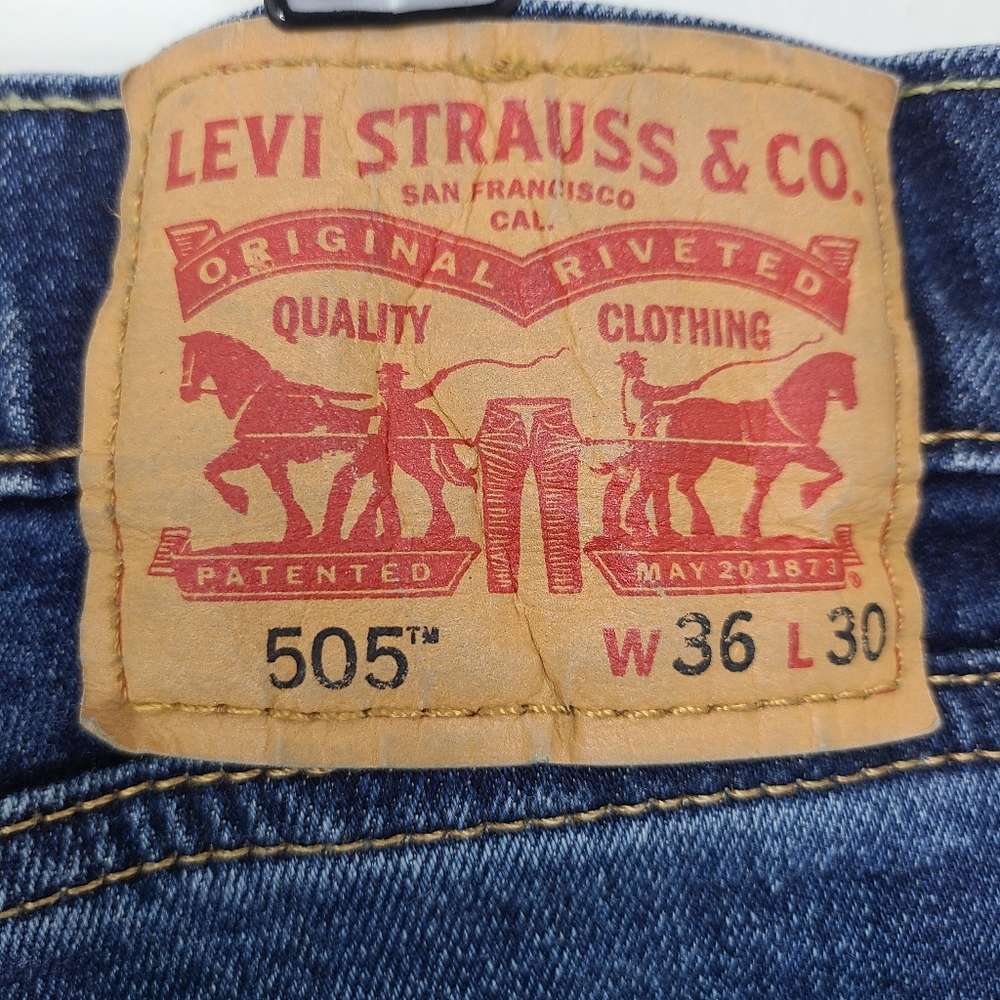 LEVI STRAUSS & CO.
SAN FRANCISCO
CAL.
ORIGINAL RIVETED
QUALITY CLOTHING
PATENTED MAY 20 1873 ®
505™ W 36 L 30